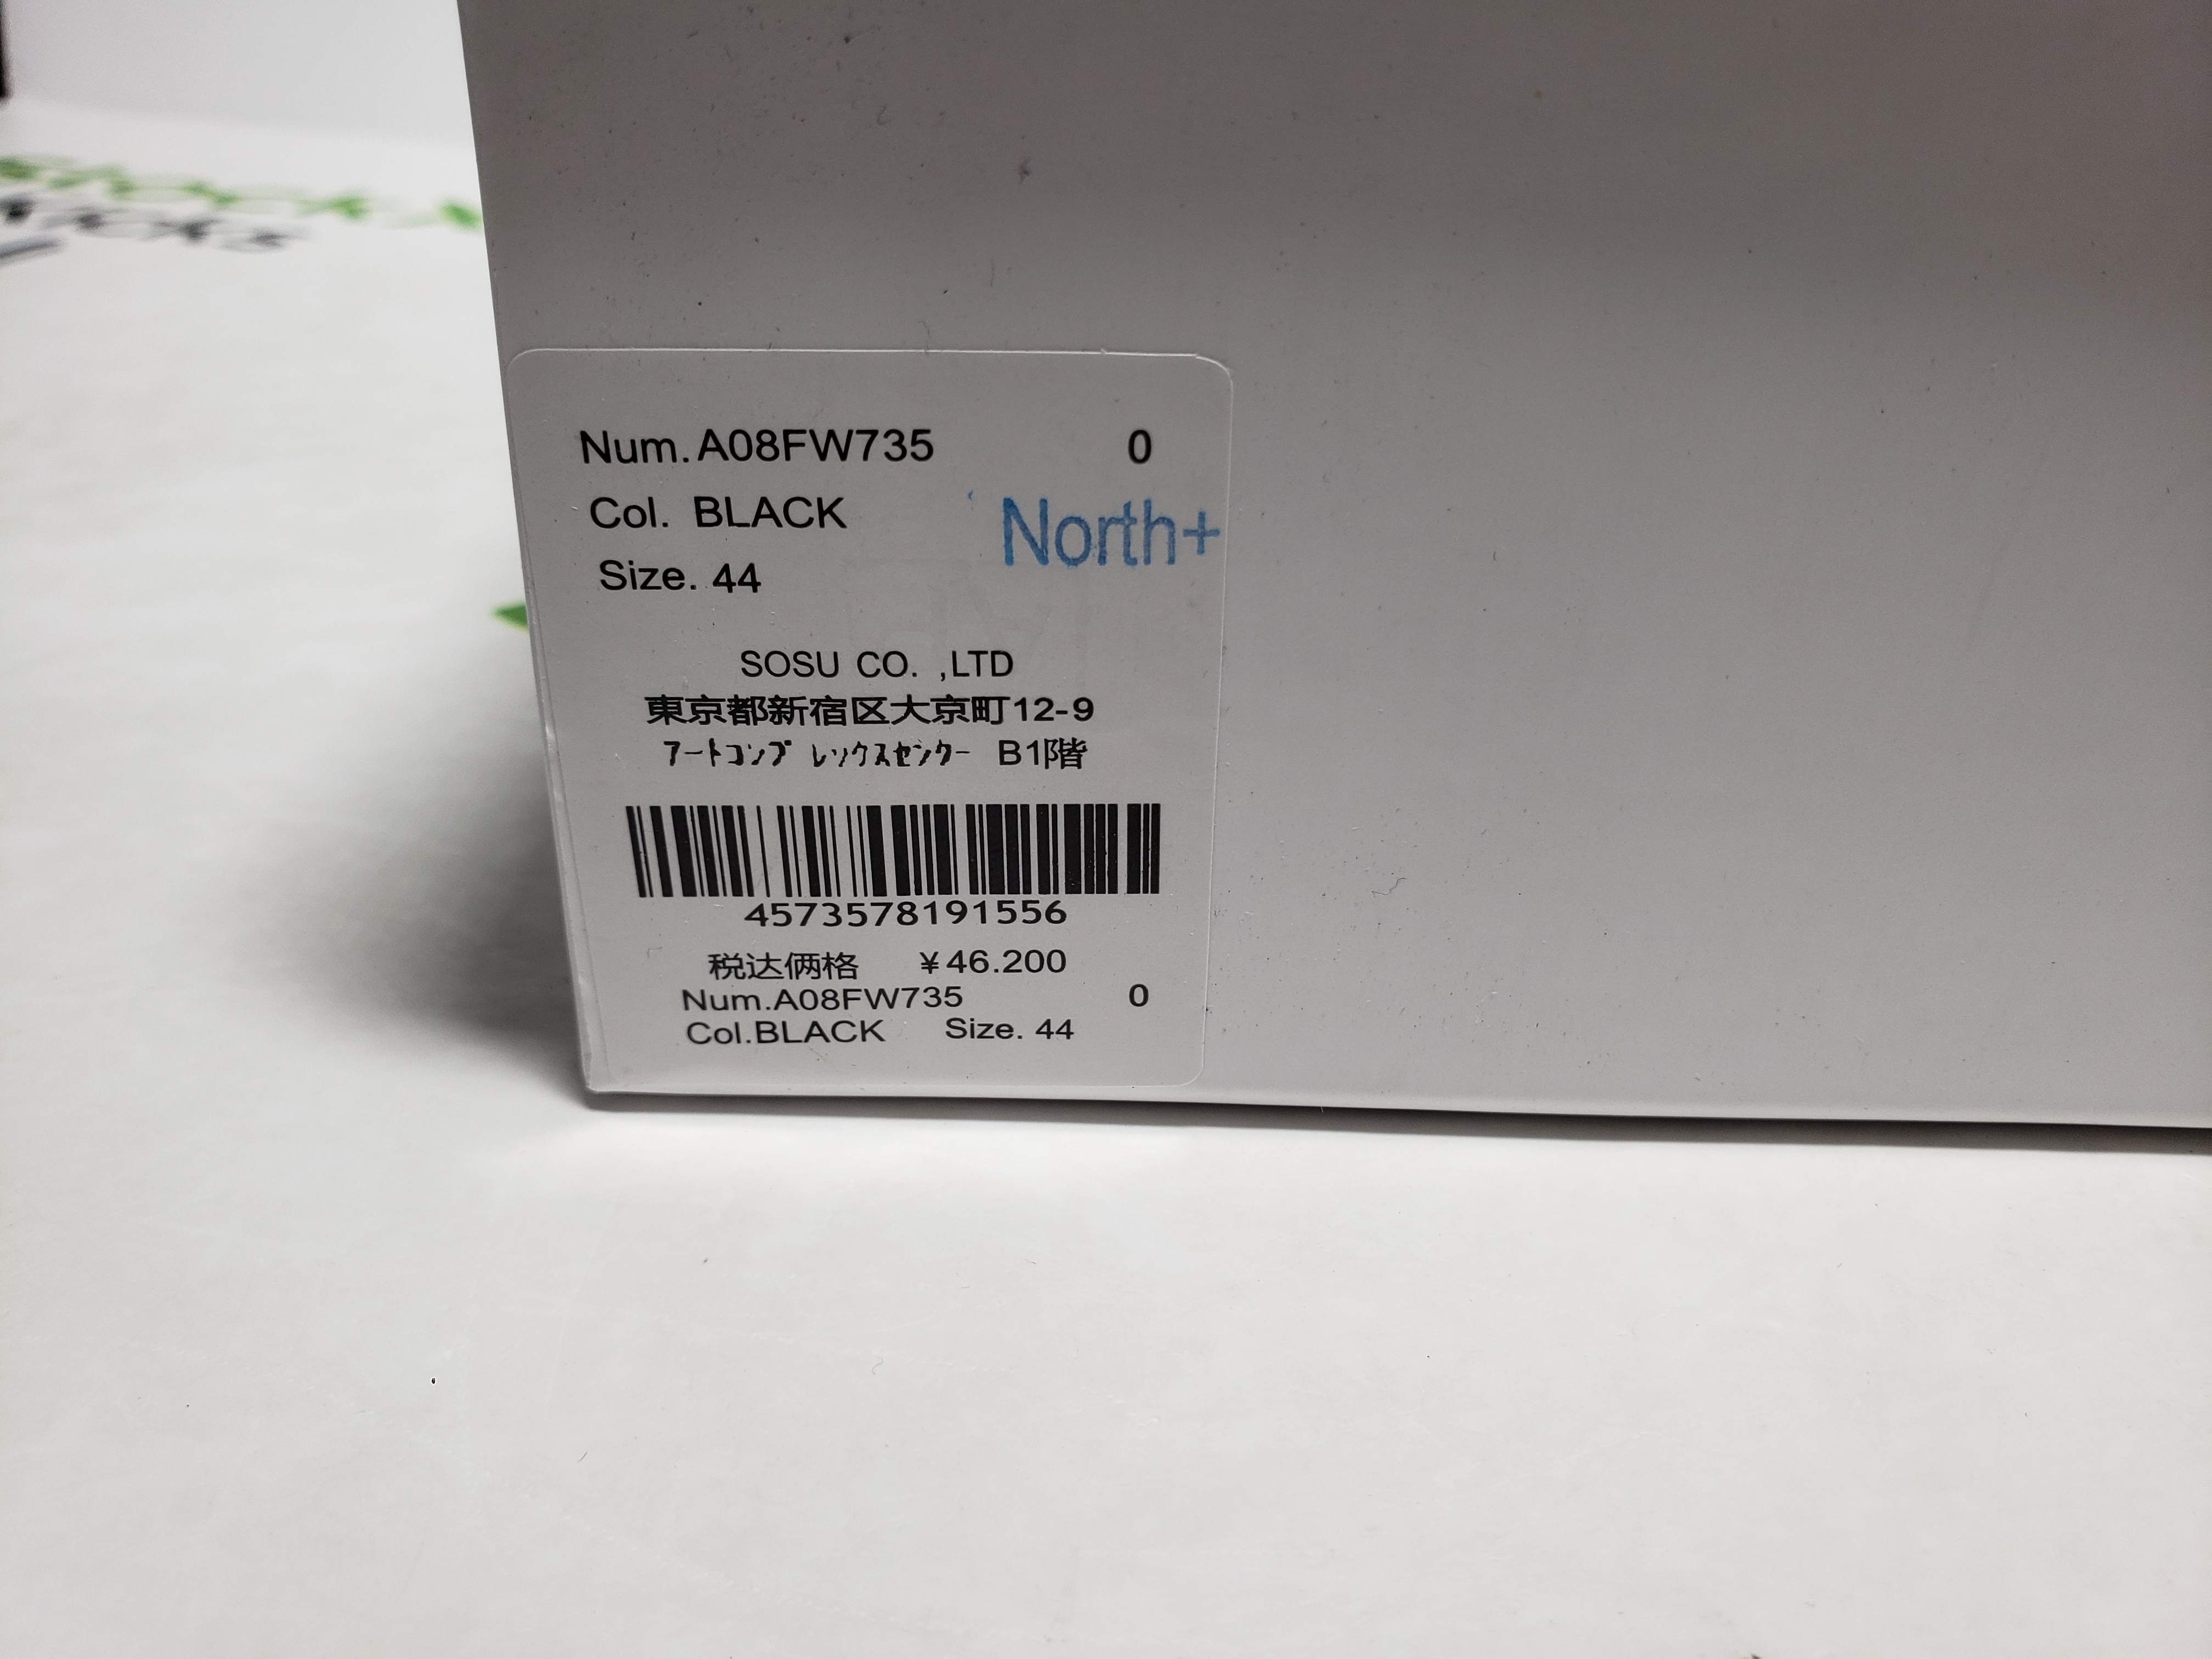 Num. A08FW735 0
Col. BLACK
North+
Size. 44
SOSU CO. ,LTD
東京都新宿区大京町12-9
アートコンプ レックスセンター B1階
4573578191556
税达俩格 ¥46.200
Num.A08FW735 0
Col.BLACK Size. 44